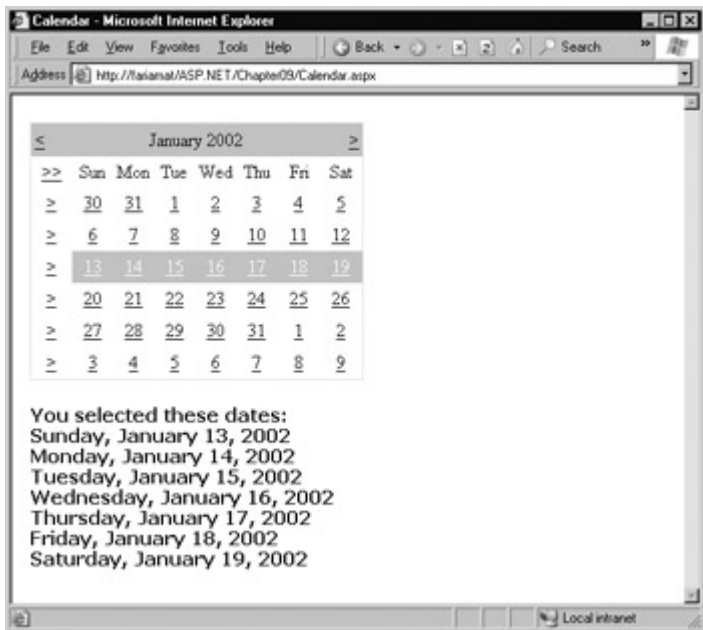 Calendar - Microsoft Internet Explorer
File Edit View Favorites Tools Help Back Search »
Address http://fariamat/ASP.NET/Chapter09/Calendar.aspx
< January 2002 >
>> Sun Mon Tue Wed Thu Fri Sat
> 30 31 1 2 3 4 5
> 6 7 8 9 10 11 12
> 13 14 15 16 17 18 19
> 20 21 22 23 24 25 26
> 27 28 29 30 31 1 2
> 3 4 5 6 7 8 9
You selected these dates:
Sunday, January 13, 2002
Monday, January 14, 2002
Tuesday, January 15, 2002
Wednesday, January 16, 2002
Thursday, January 17, 2002
Friday, January 18, 2002
Saturday, January 19, 2002
Local intranet